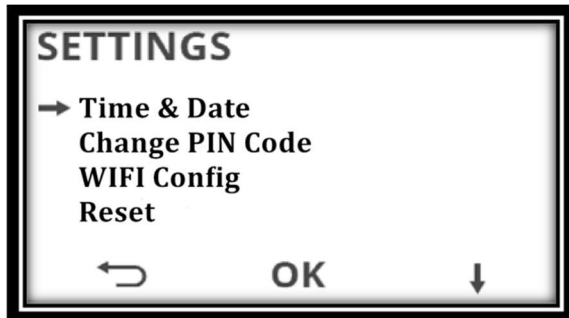 SETTINGS
Time & Date
Change PIN Code
WIFI Config
Reset
OK